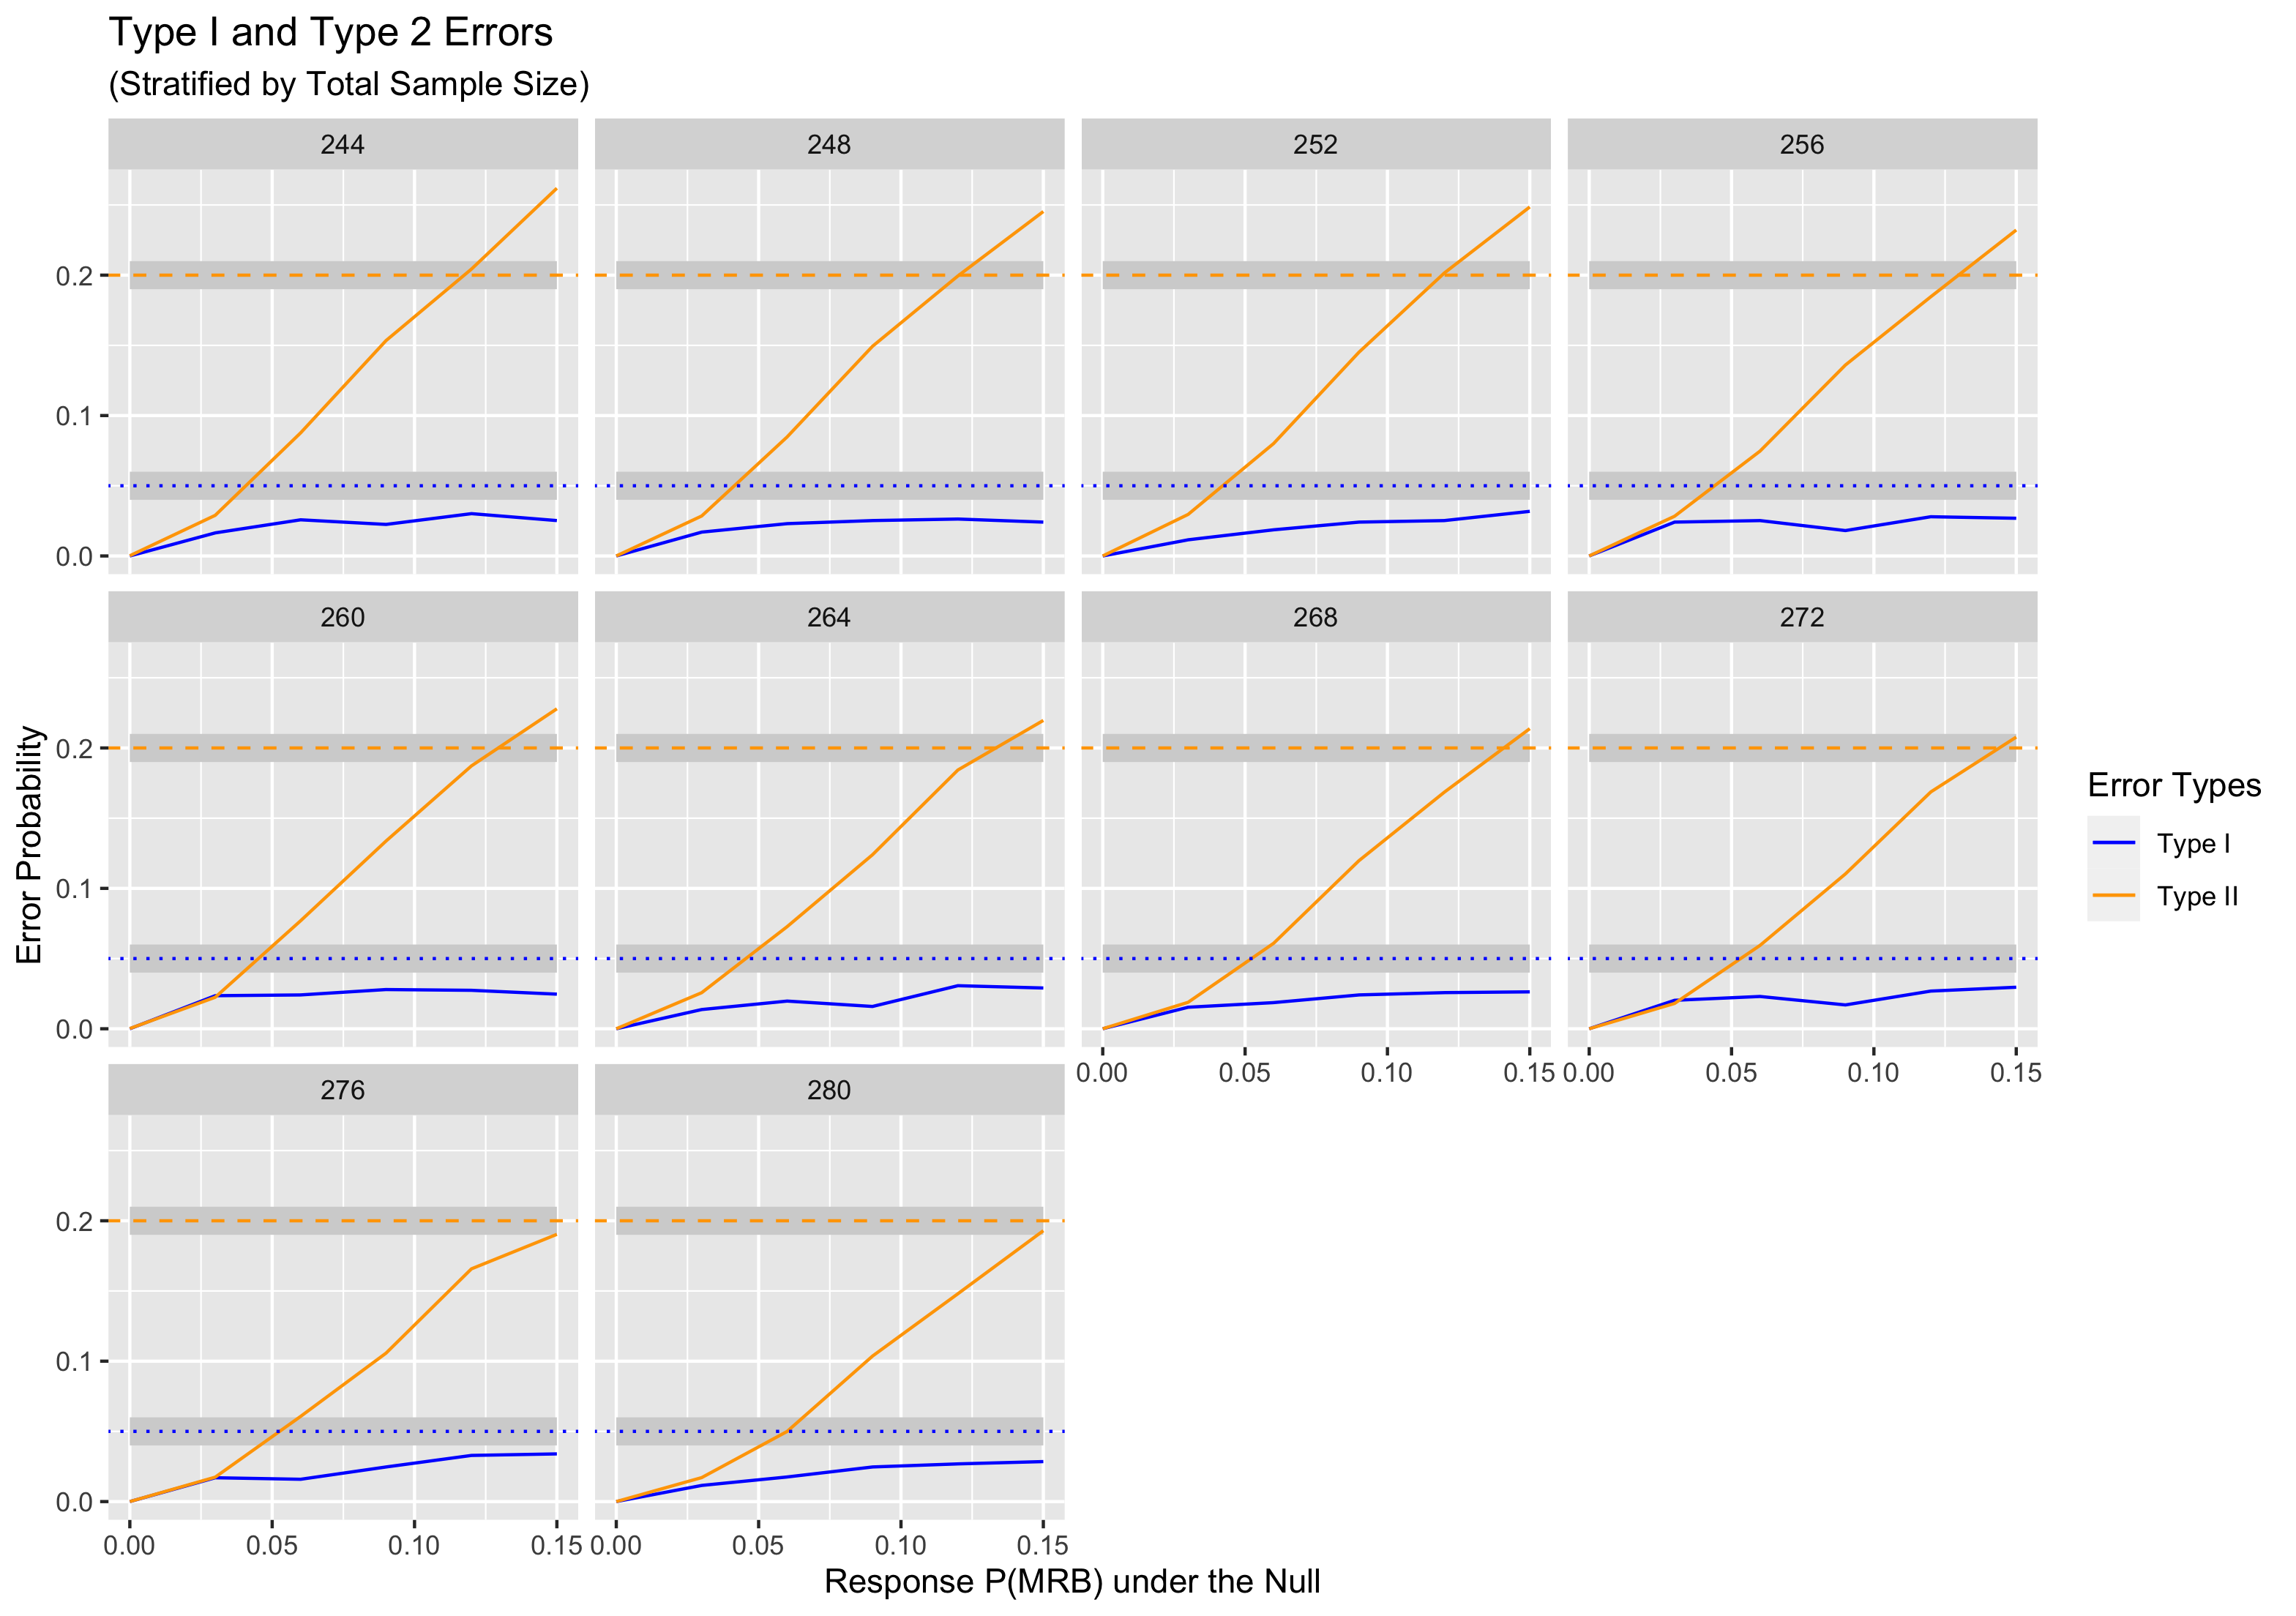 Type I and Type 2 Errors
(Stratified by Total Sample Size)
244 248 252 256
0.2
0.1
0.0
260 264 268 272
0.2
0.1
0.0
0.00 0.05 0.10 0.15 0.00 0.05 0.10 0.15
276 280
0.2
0.1
0.0
0.00 0.05 0.10 0.15 0.00 0.05 0.10 0.15
Response P(MRB) under the Null
Error Probability
Error Types
Type I
Type II